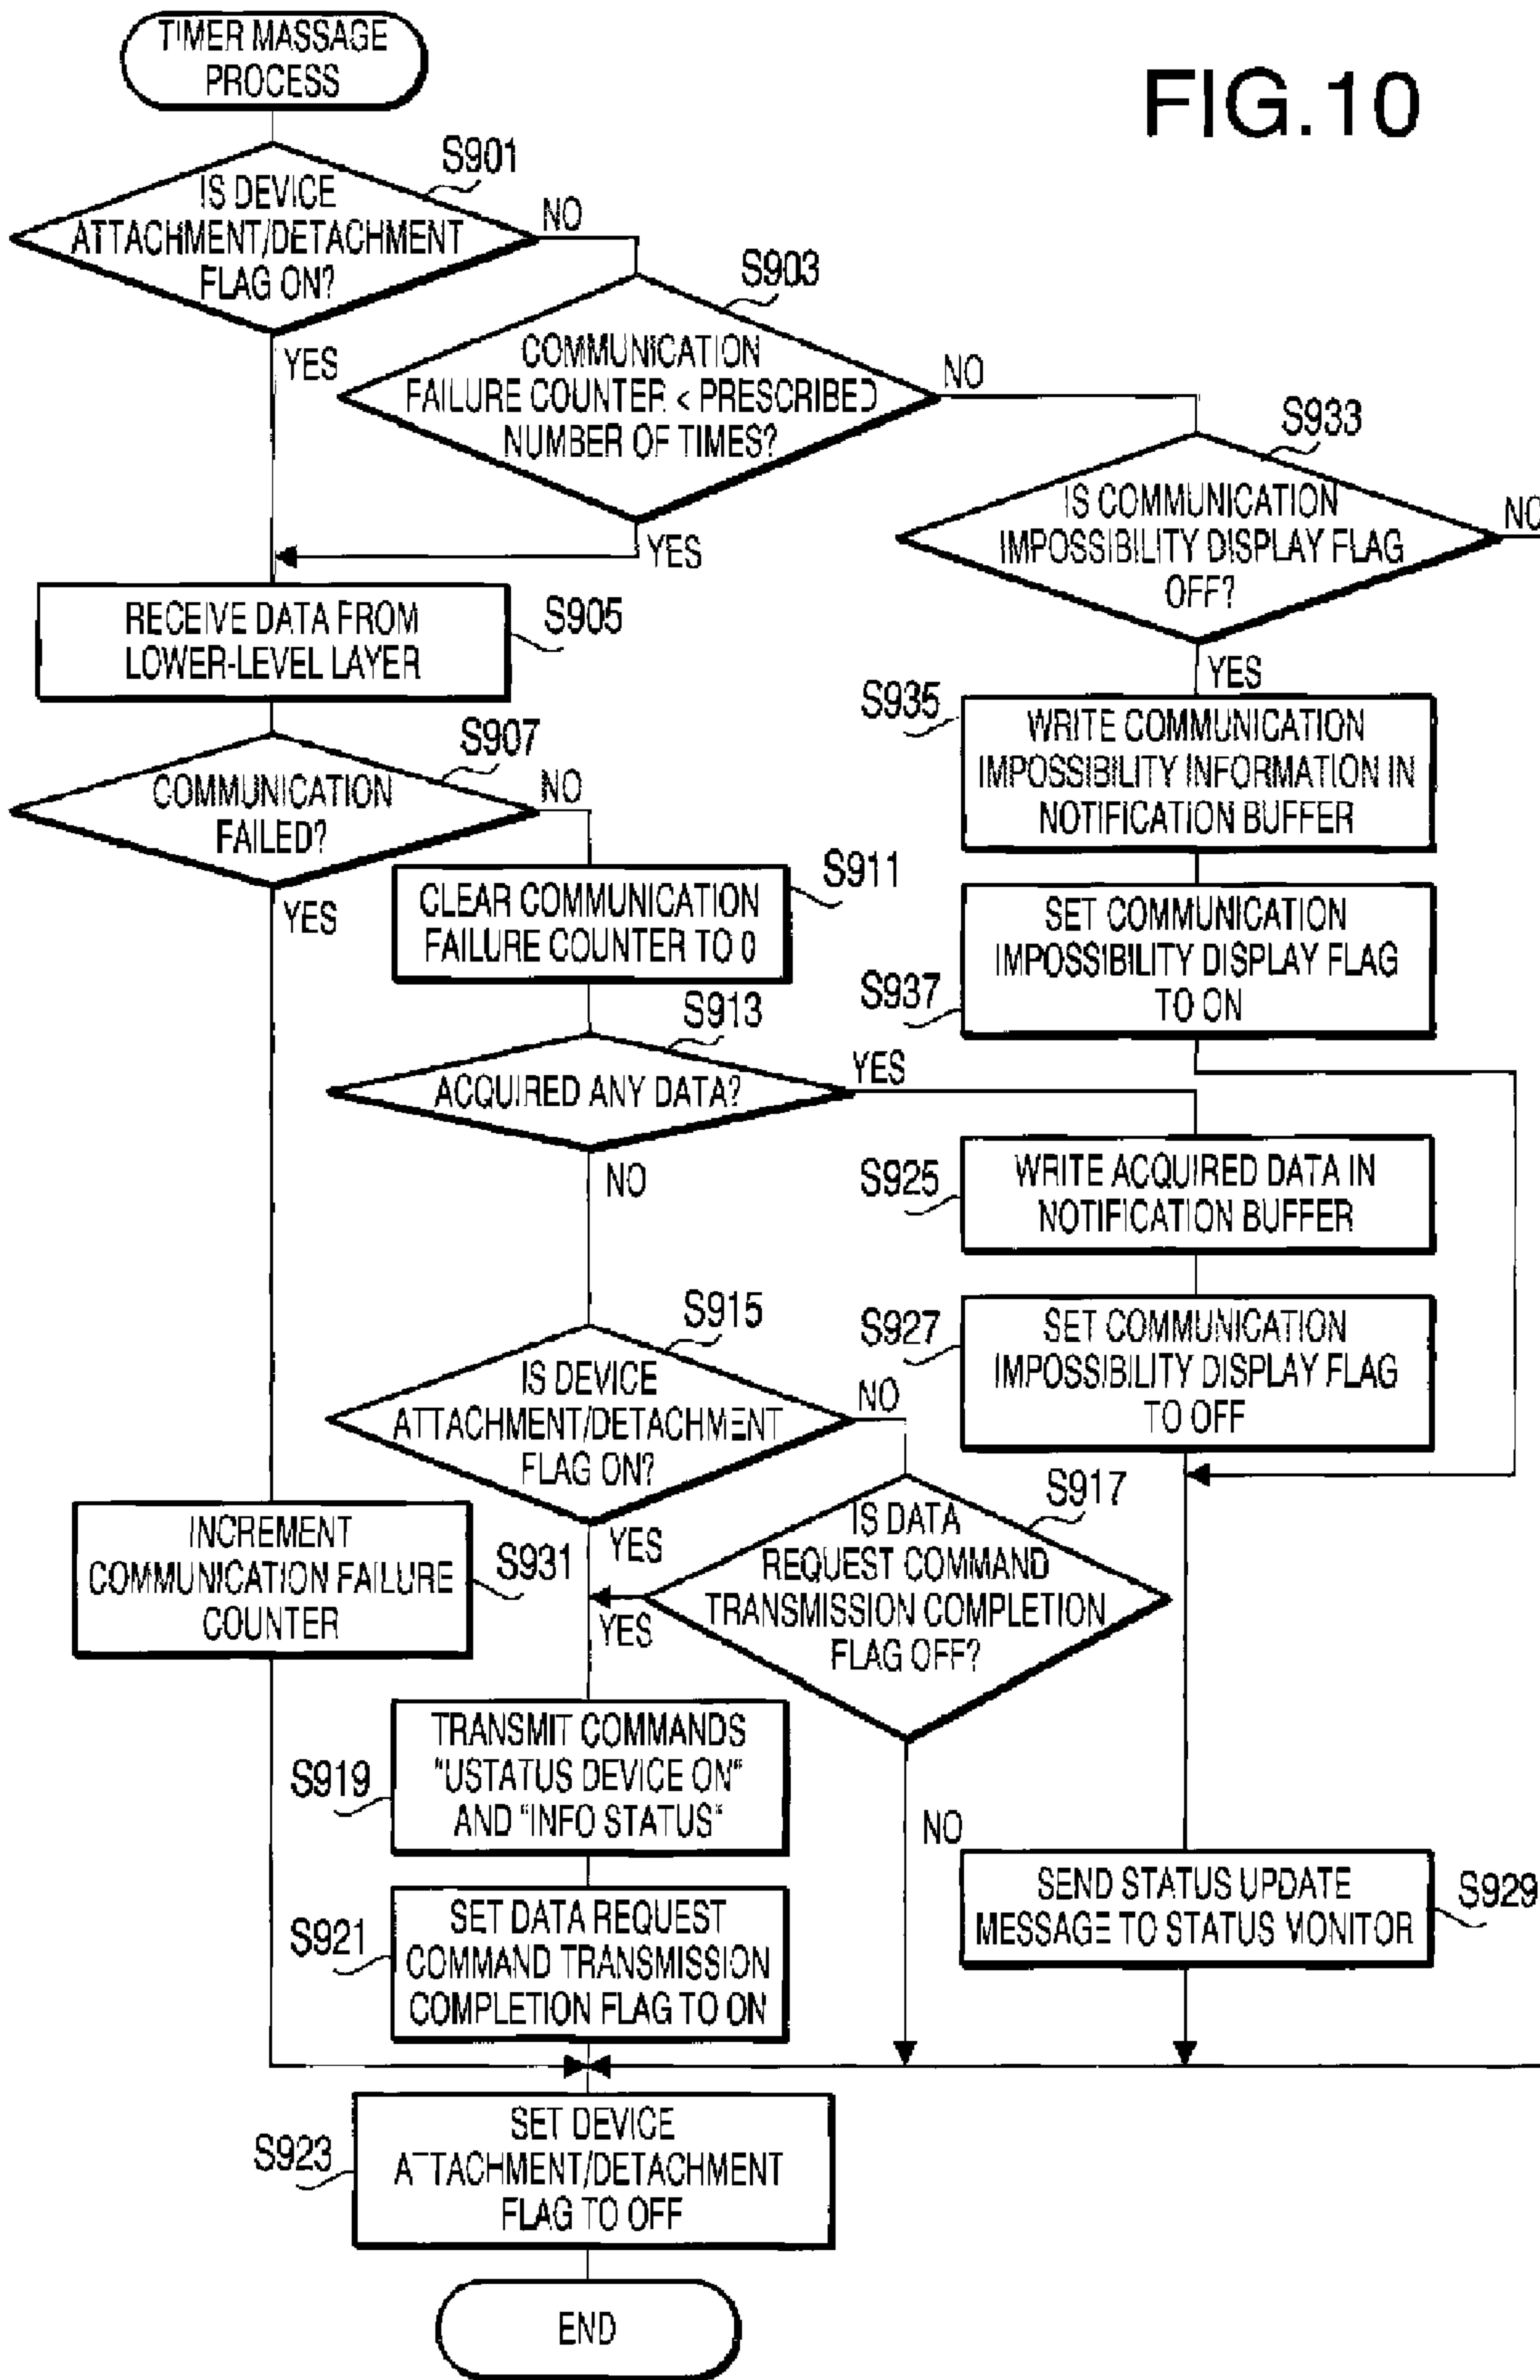 FIG.10
TIMER MASSAGE
PROCESS
S901
IS DEVICE
ATTACHMENT/DETACHMENT
FLAG ON?
NO
YES
S903
COMMUNICATION
FAILURE COUNTER < PRESCRIBED
NUMBER OF TIMES?
NO
YES
S933
IS COMMUNICATION
IMPOSSIBILITY DISPLAY FLAG
OFF?
NO
YES
RECEIVE DATA FROM
LOWER-LEVEL LAYER
S905
S935
WRITE COMMUNICATION
IMPOSSIBILITY INFORMATION IN
NOTIFICATION BUFFER
S907
COMMUNICATION
FAILED?
NO
YES
S911
CLEAR COMMUNICATION
FAILURE COUNTER TO 0
S937
SET COMMUNICATION
IMPOSSIBILITY DISPLAY FLAG
TO ON
S913
ACQUIRED ANY DATA?
YES
NO
S925
WRITE ACQUIRED DATA IN
NOTIFICATION BUFFER
S927
SET COMMUNICATION
IMPOSSIBILITY DISPLAY FLAG
TO OFF
S915
IS DEVICE
ATTACHMENT/DETACHMENT
FLAG ON?
NO
YES
S917
IS DATA
REQUEST COMMAND
TRANSMISSION COMPLETION
FLAG OFF?
YES
NO
INCREMENT
COMMUNICATION FAILURE
COUNTER
S931
S919
TRANSMIT COMMANDS
"USTATUS DEVICE ON"
AND "INFO STATUS"
S921
SET DATA REQUEST
COMMAND TRANSMISSION
COMPLETION FLAG TO ON
SEND STATUS UPDATE
MESSAGE TO STATUS MONITOR
S929
S923
SET DEVICE
ATTACHMENT/DETACHMENT
FLAG TO OFF
END